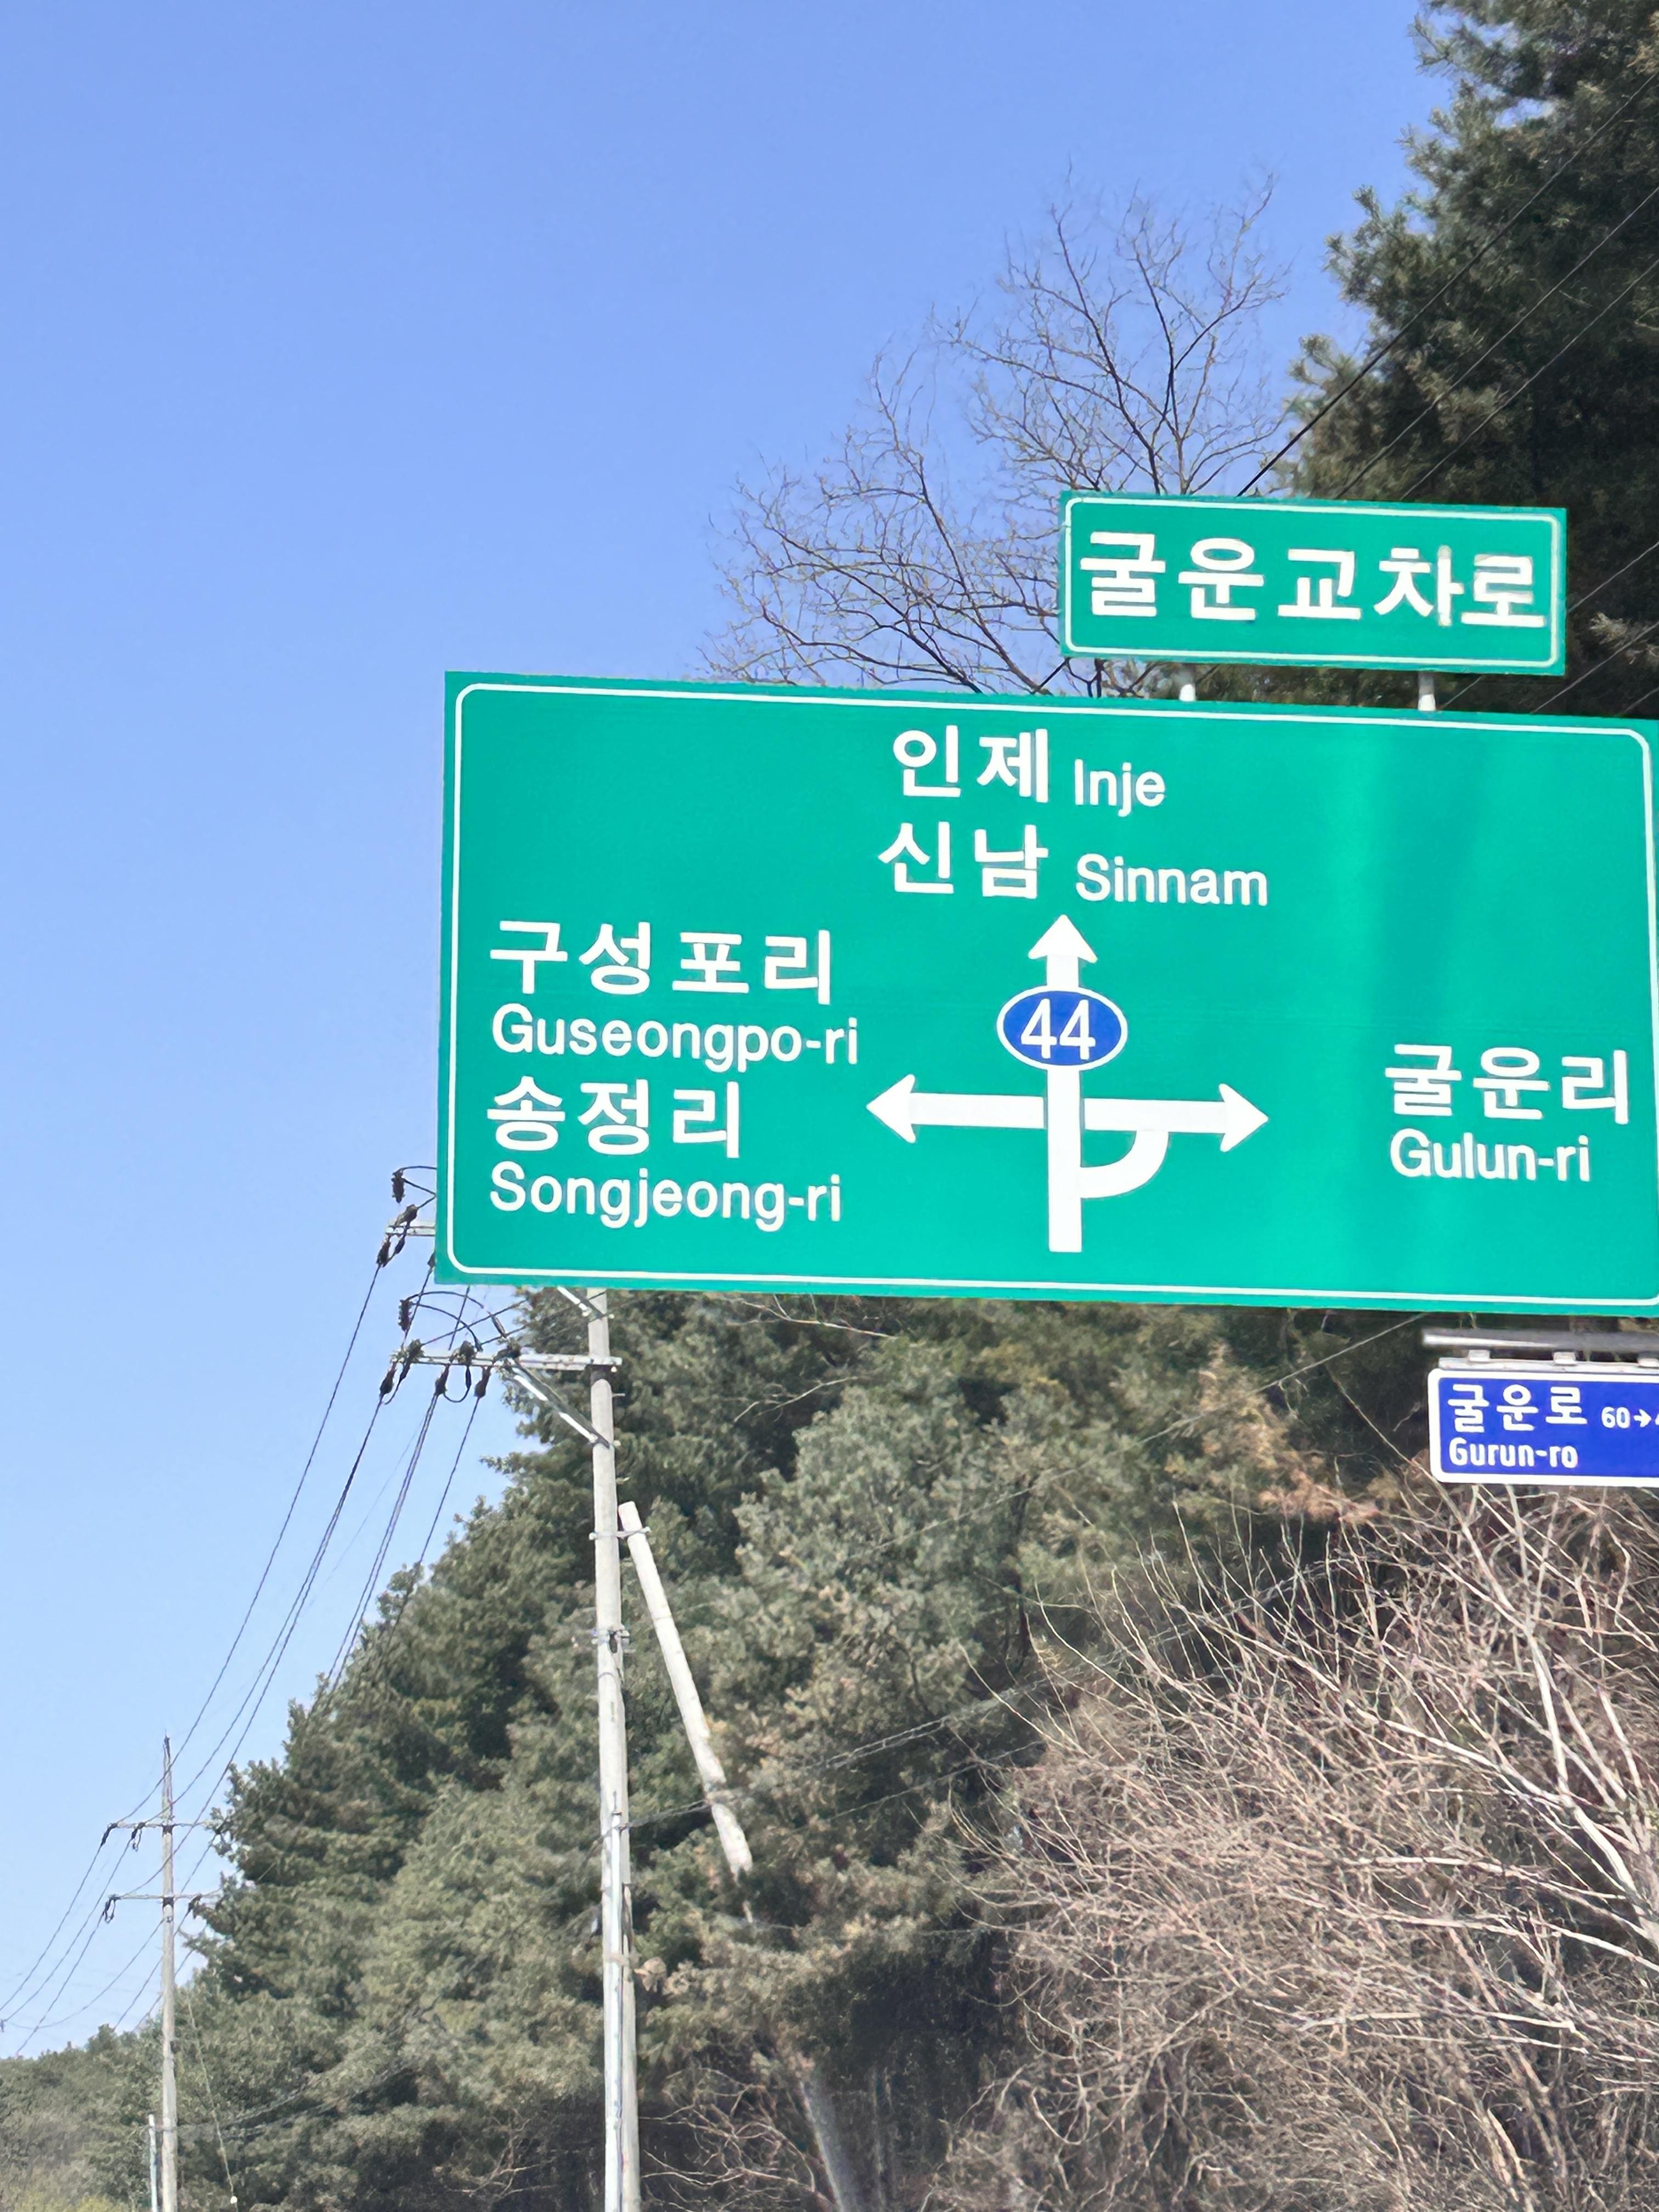 굴운교차로
인제 Inje
신남 Sinnam
구성포리
Guseongpo-ri
송정리
Songjeong-ri
44
굴운리
Gulun-ri
굴운로 60→
Gurun-ro